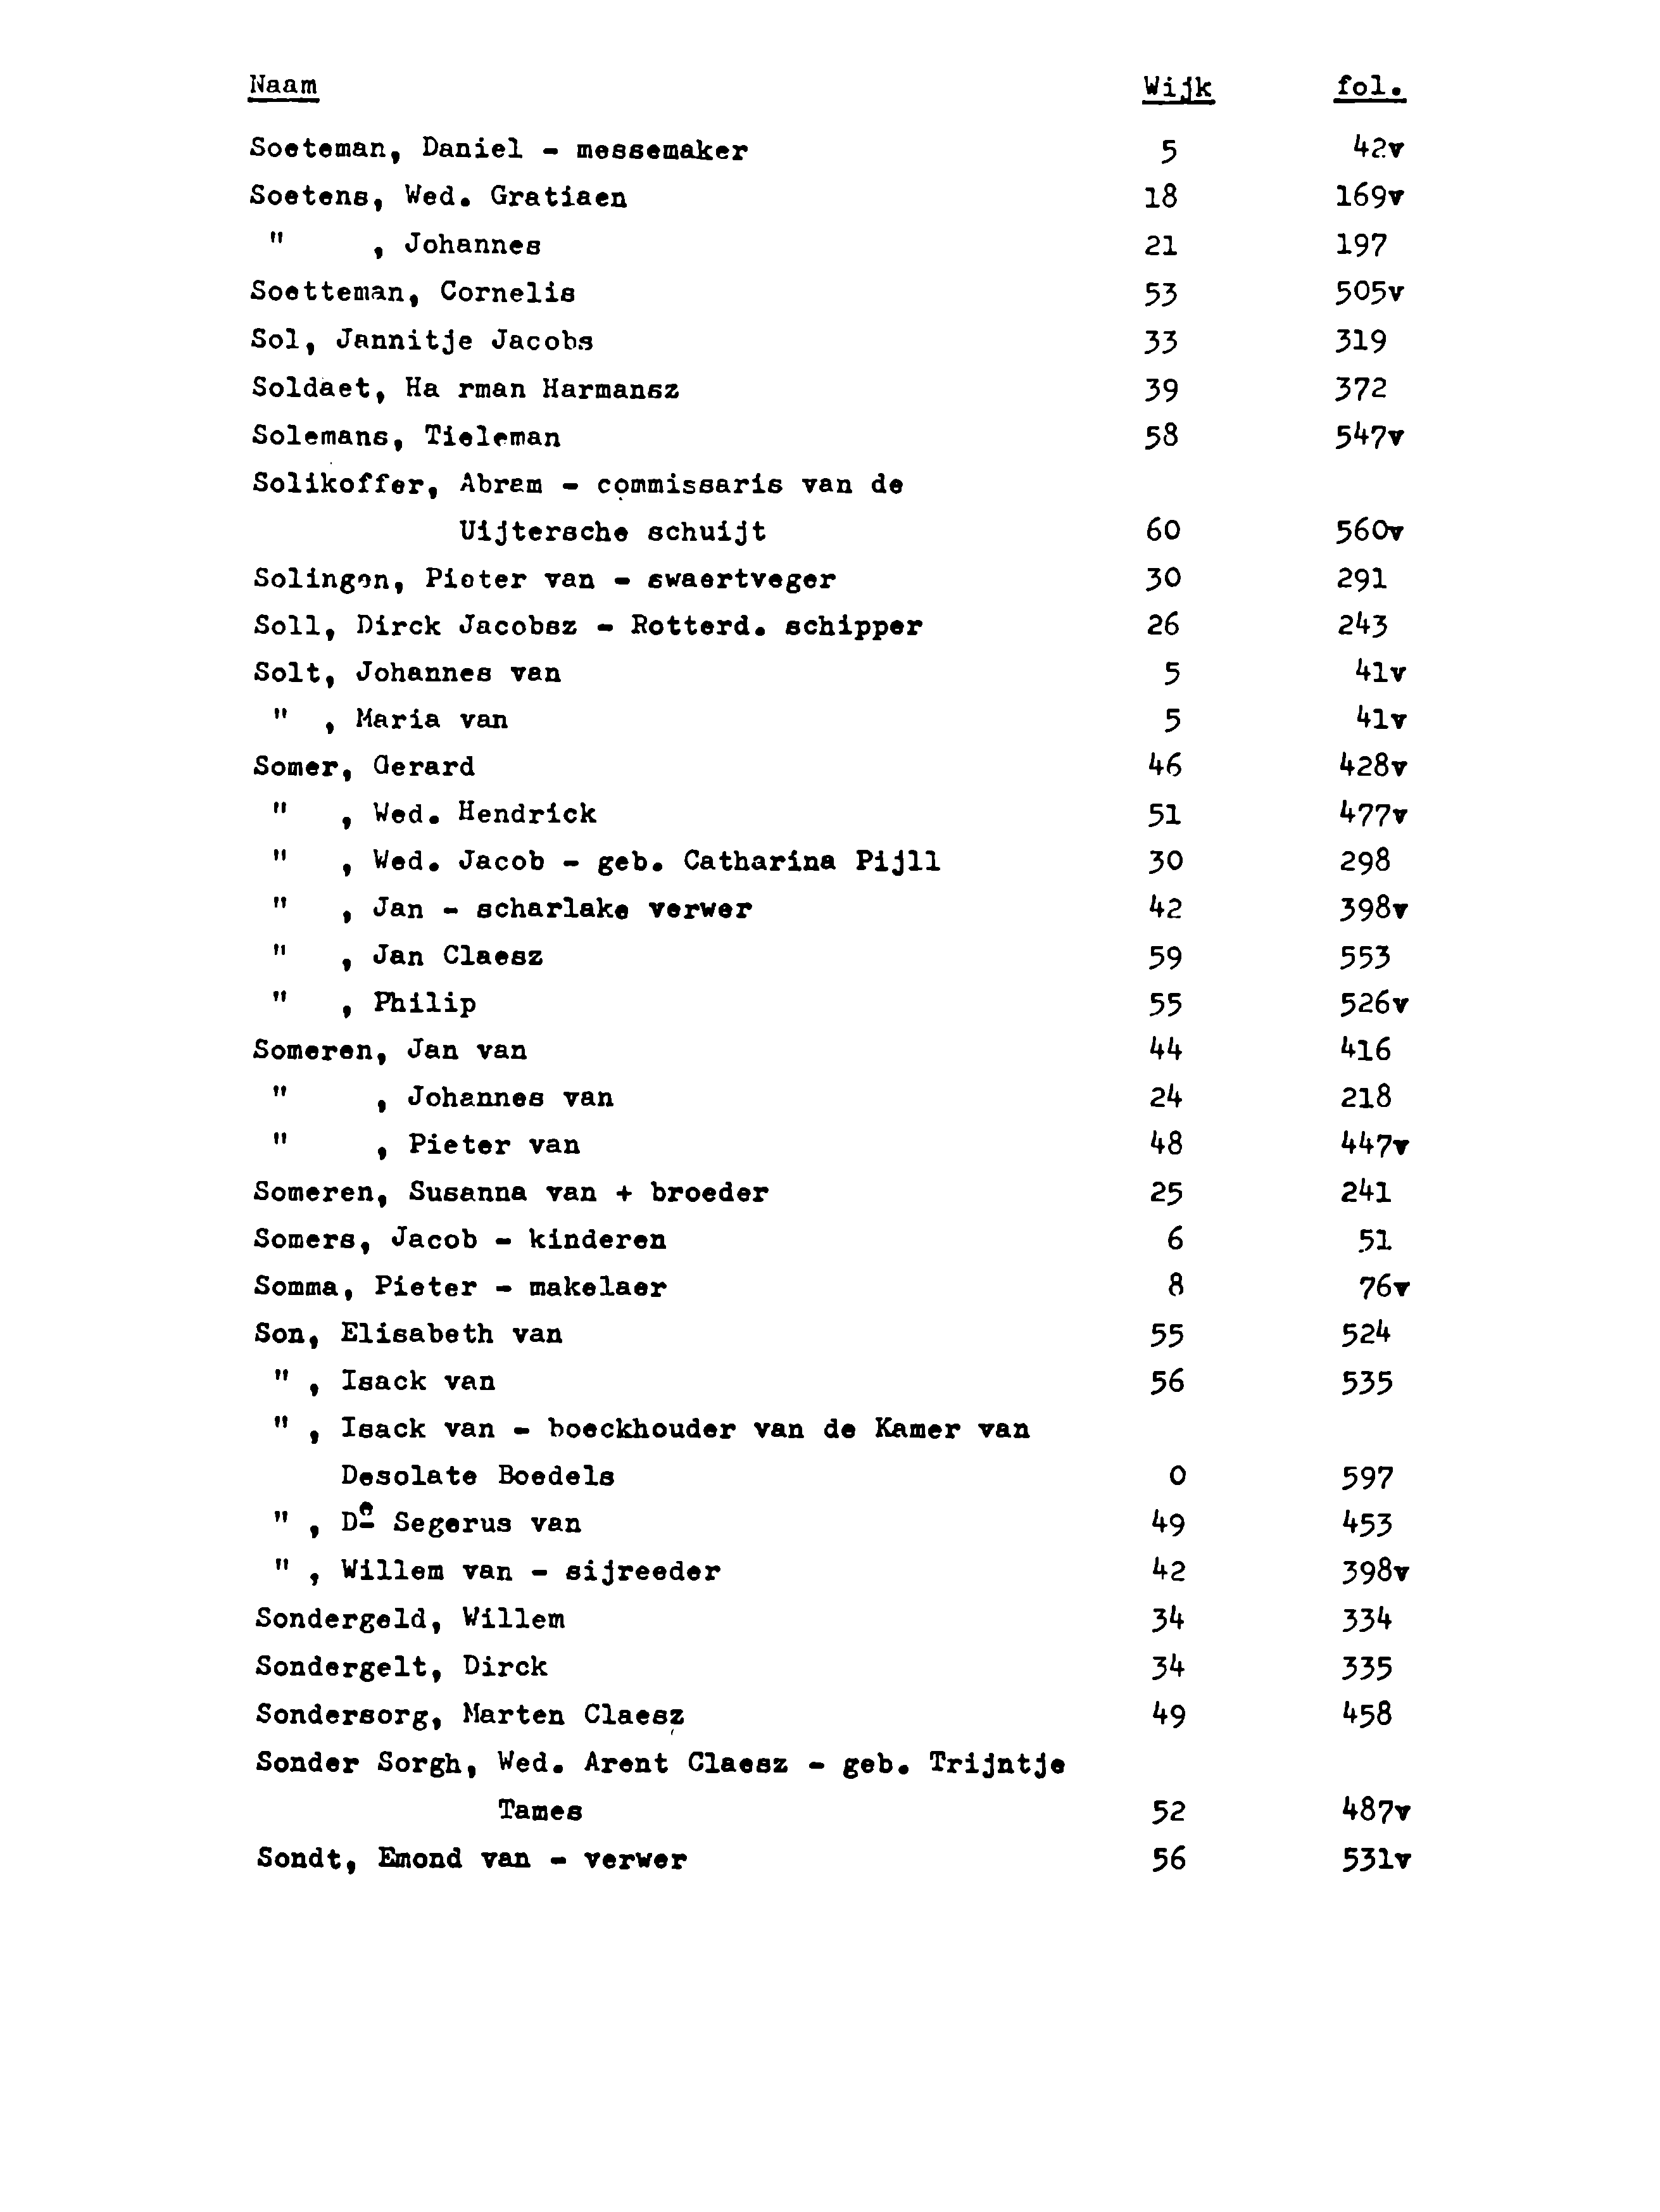 Naam Wijk fol.
Soeteman, Daniel - messemaker 5 42v
Soetens, Wed. Gratiaen 18 169v
" , Johannes 21 197
Soetteman, Cornelis 53 505v
Sol, Jannitje Jacobs 33 319
Soldaet, Ha rman Harmansz 39 372
Solemans, Tieleman 58 547v
Solikoffer, Abram - commissaris van de
Uijtersche schuijt 60 560v
Solingen, Pieter van - swaertveger 30 291
Soll, Dirck Jacobsz - Rotterd. schipper 26 243
Solt, Johannes van 5 41v
" , Maria van 5 41v
Somer, Gerard 46 428v
" , Wed. Hendrick 51 477v
" , Wed. Jacob - geb. Catharina Pijll 30 298
" , Jan - scharlake verwer 42 398v
" , Jan Claesz 59 553
" , Philip 55 526v
Someren, Jan van 44 416
" , Johannes van 24 218
" , Pieter van 48 447v
Someren, Susanna van + broeder 25 241
Somers, Jacob - kinderen 6 51
Somma, Pieter - makelaer 8 76v
Son, Elisabeth van 55 524
" , Isack van 56 535
" , Isack van - boeckhouder van de Kamer van
Desolate Boedels 0 597
" , De Segerus van 49 453
" , Willem van - sijreeder 42 398v
Sondergeld, Willem 34 334
Sondergelt, Dirck 34 335
Sondersorg, Marten Claesz 49 458
Sonder Sorgh, Wed. Arent Claesz - geb. Trijntje
Tames 52 487v
Sondt, Emond van - verwer 56 531v